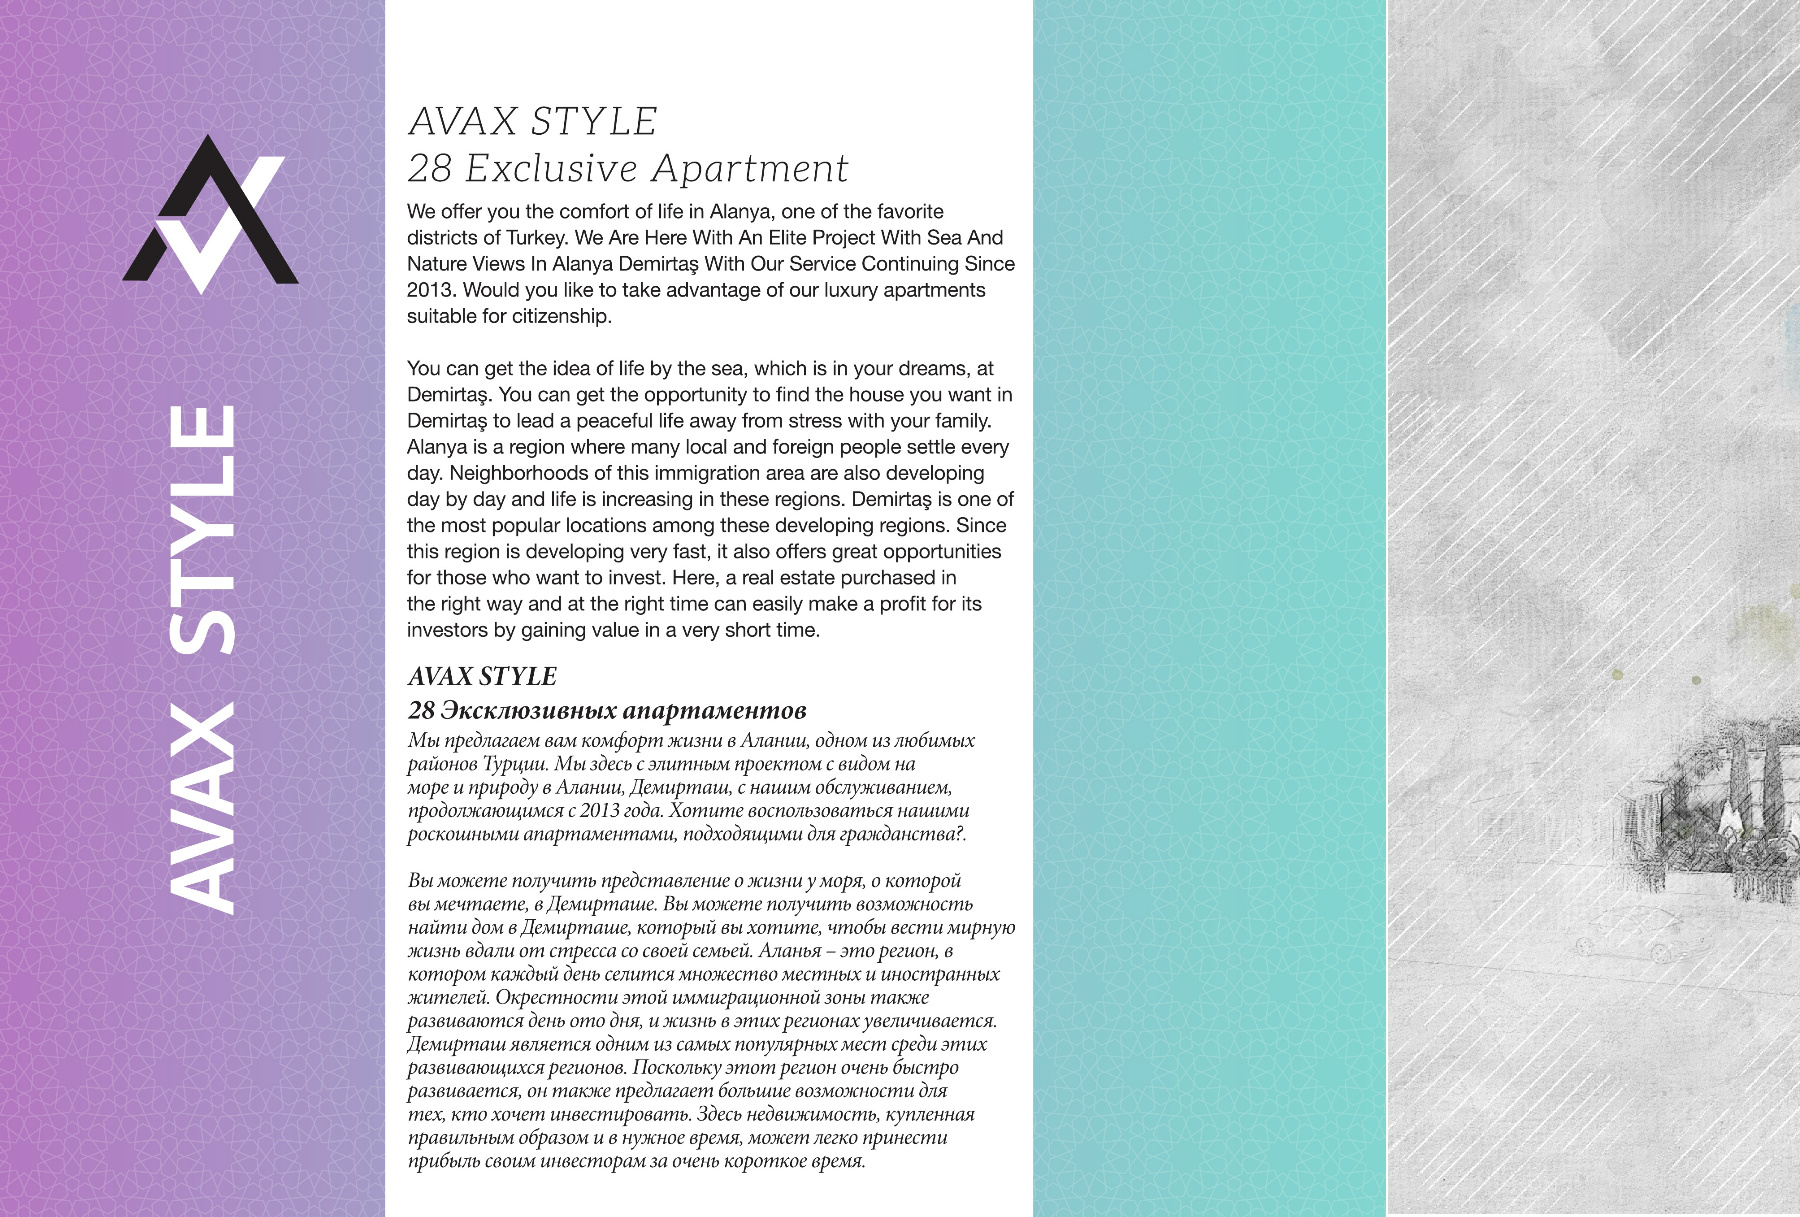 AVAX STYLE
AVAX STYLE
28 Exclusive Apartment
We offer you the comfort of life in Alanya, one of the favorite
districts of Turkey. We Are Here With An Elite Project With Sea And
Nature Views In Alanya Demirtaş With Our Service Continuing Since
2013. Would you like to take advantage of our luxury apartments
suitable for citizenship.
You can get the idea of life by the sea, which is in your dreams, at
Demirtaş. You can get the opportunity to find the house you want in
Demirtaş to lead a peaceful life away from stress with your family.
Alanya is a region where many local and foreign people settle every
day. Neighborhoods of this immigration area are also developing
day by day and life is increasing in these regions. Demirtaş is one of
the most popular locations among these developing regions. Since
this region is developing very fast, it also offers great opportunities
for those who want to invest. Here, a real estate purchased in
the right way and at the right time can easily make a profit for its
investors by gaining value in a very short time.
AVAX STYLE
28 Эксклюзивных апартаментов
Мы предлагаем вам комфорт жизни в Алании, одном из любимых
районов Турции. Мы здесь с элитным проектом с видом на
море и природу в Алании, Демирташ, с нашим обслуживанием,
продолжающимся с 2013 года. Хотите воспользоваться нашими
роскошными апартаментами, подходящими для гражданства?.
Вы можете получить представление о жизни у моря, о которой
вы мечтаете, в Демирташе. Вы можете получить возможность
найти дом в Демирташе, который вы хотите, чтобы вести мирную
жизнь вдали от стресса со своей семьей. Аланья – это регион, в
котором каждый день селится множество местных и иностранных
жителей. Окрестности этой иммиграционной зоны также
развиваются день ото дня, и жизнь в этих регионах увеличивается.
Демирташ является одним из самых популярных мест среди этих
развивающихся регионов. Поскольку этот регион очень быстро
развивается, он также предлагает большие возможности для
тех, кто хочет инвестировать. Здесь недвижимость, купленная
правильным образом и в нужное время, может легко принести
прибыль своим инвесторам за очень короткое время.